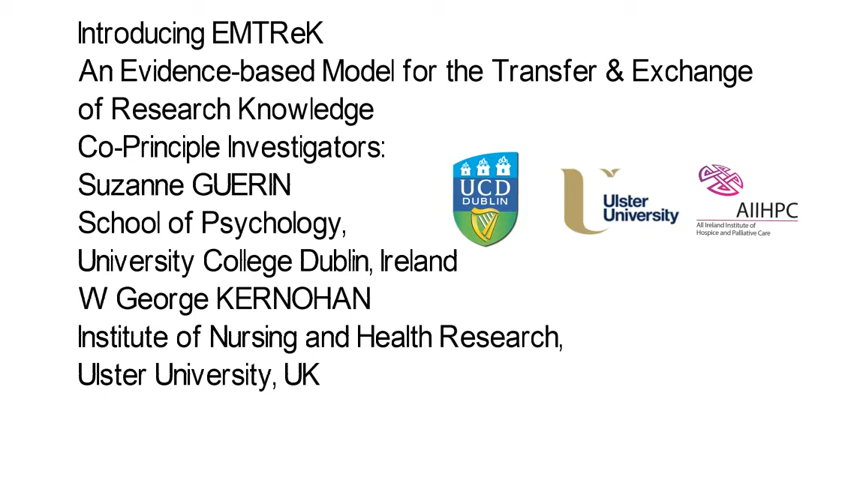 Introducing EMTReK
An Evidence-based Model for the Transfer & Exchange
of Research Knowledge
Co-Principle Investigators:
Suzanne GUERIN
School of Psychology,
University College Dublin, Ireland
W George KERNOHAN
Institute of Nursing and Health Research,
Ulster University, UK
UCD
DUBLIN
Ulster
University
AIIHPC
All Ireland Institute of
Hospice and Palliative Care